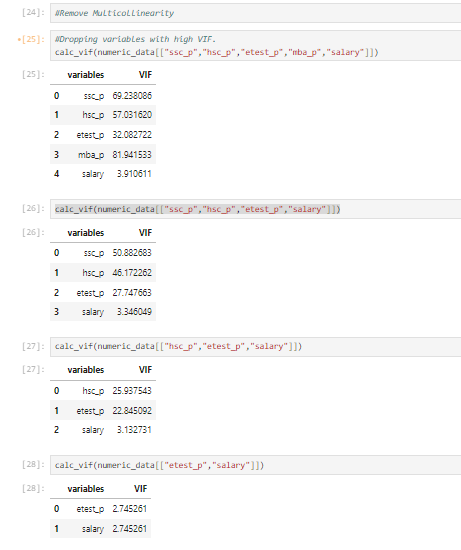 [24]: #Remove Multicollinearity
*[25]: #Dropping variables with high VIF.
calc_vif(numeric_data[["ssc_p","hsc_p","etest_p","mba_p","salary"]])
[25]: variables VIF
0 ssc_p 69.238086
1 hsc_p 57.031620
2 etest_p 32.082722
3 mba_p 81.941533
4 salary 3.910611
[26]: calc_vif(numeric_data[["ssc_p","hsc_p","etest_p","salary"]])
[26]: variables VIF
0 ssc_p 50.882683
1 hsc_p 46.172262
2 etest_p 27.747663
3 salary 3.346049
[27]: calc_vif(numeric_data[["hsc_p","etest_p","salary"]])
[27]: variables VIF
0 hsc_p 25.937543
1 etest_p 22.845092
2 salary 3.132731
[28]: calc_vif(numeric_data[["etest_p","salary"]])
[28]: variables VIF
0 etest_p 2.745261
1 salary 2.745261